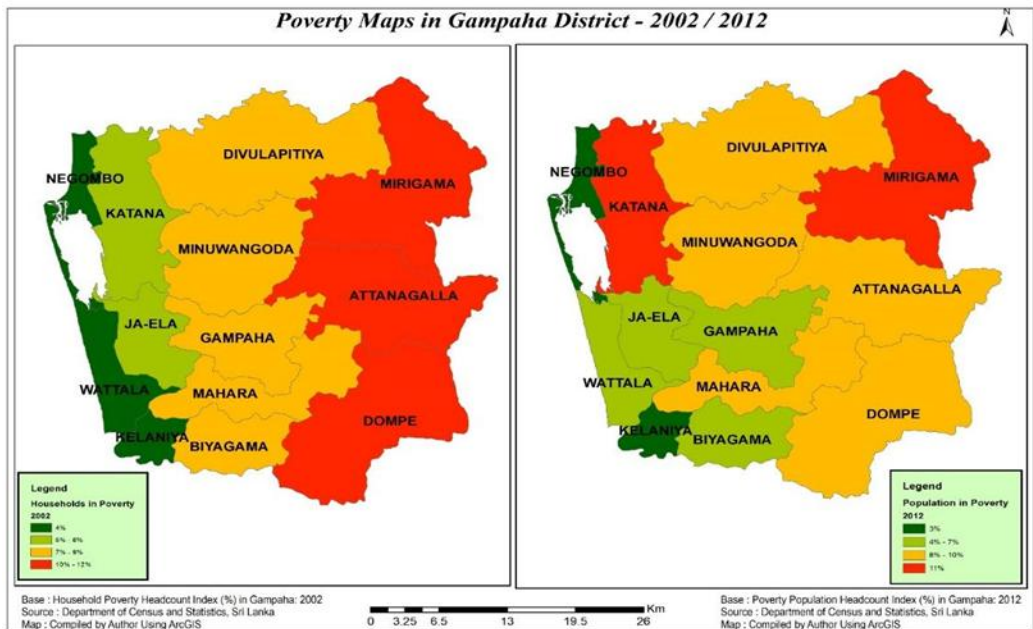 Poverty Maps in Gampaha District - 2002 / 2012
N
DIVULAPITIYA
NEGOMBO
MIRIGAMA
KATANA
MINUWANGODA
ATTANAGALLA
JA-ELA
GAMPAHA
WATTALA
MAHARA
DOMPE
KELANIYA
BIYAGAMA
Legend
Households in Poverty
2002
4%
5% - 6%
7% - 9%
10% - 12%
DIVULAPITIYA
NEGOMBO
MIRIGAMA
KATANA
MINUWANGODA
ATTANAGALLA
JA-ELA
GAMPAHA
WATTALA
MAHARA
DOMPE
KELANIYA
BIYAGAMA
Legend
Population in Poverty
2012
3%
4% - 7%
8% - 10%
11%
Base : Household Poverty Headcount Index (%) in Gampaha: 2002
Source : Department of Census and Statistics, Sri Lanka
Map : Compiled by Author Using ArcGIS
Km
0 3.25 6.5 13 19.5 26
Base : Poverty Population Headcount Index (%) in Gampaha: 2012
Source : Department of Census and Statistics, Sri Lanka
Map : Compiled by Author Using ArcGIS